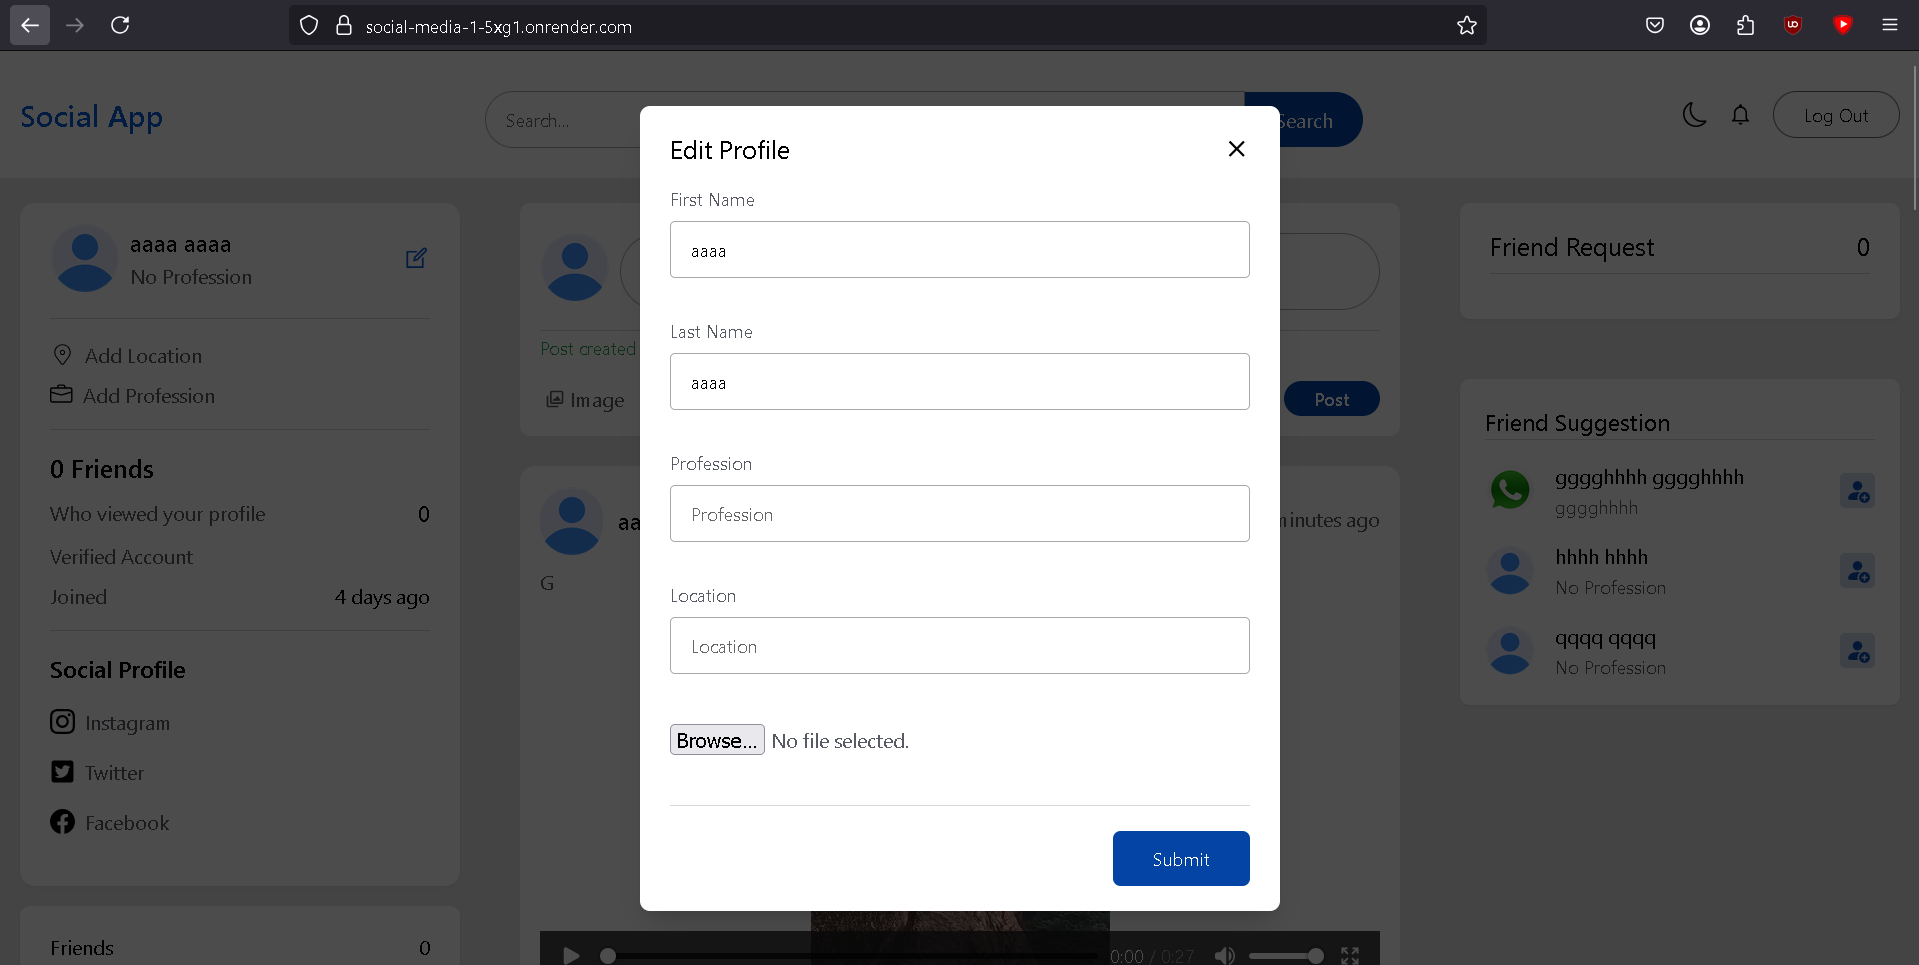 social-media-1-5xg1.onrender.com
Social App
Search...
Search
Log Out
aaaa aaaa
No Profession
Add Location
Add Profession
0 Friends
Who viewed your profile 0
Verified Account
Joined 4 days ago
Social Profile
Instagram
Twitter
Facebook
Friends 0
Post created
Image
Post
aa
minutes ago
G
0:00 / 0:27
Edit Profile
First Name
aaaa
Last Name
aaaa
Profession
Profession
Location
Location
Browse... No file selected.
Submit
Friend Request 0
Friend Suggestion
gggghhhh gggghhhh
gggghhhh
hhhh hhhh
No Profession
qqqq qqqq
No Profession